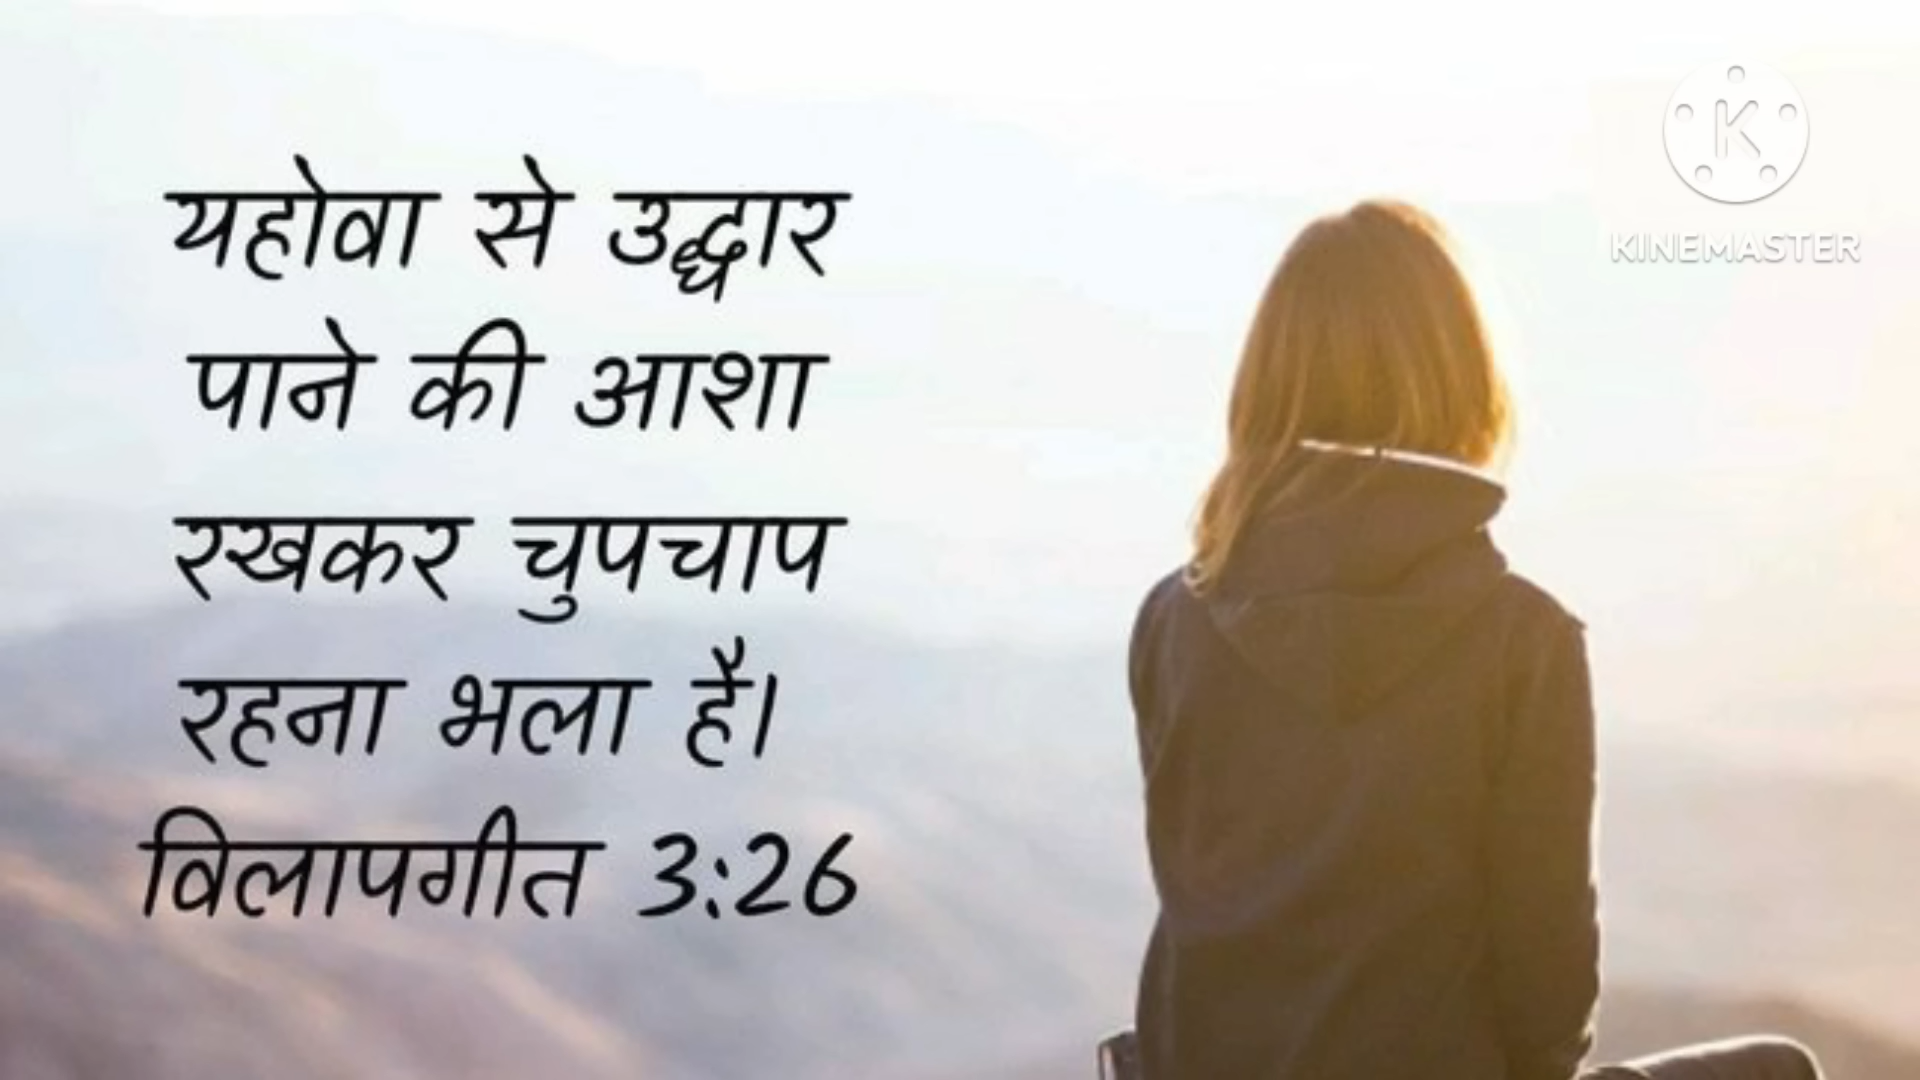 यहोवा से उद्धार
पाने की आशा
रखकर चुपचाप
रहना भला है।
विलापगीत 3:26
K
KINEMASTER